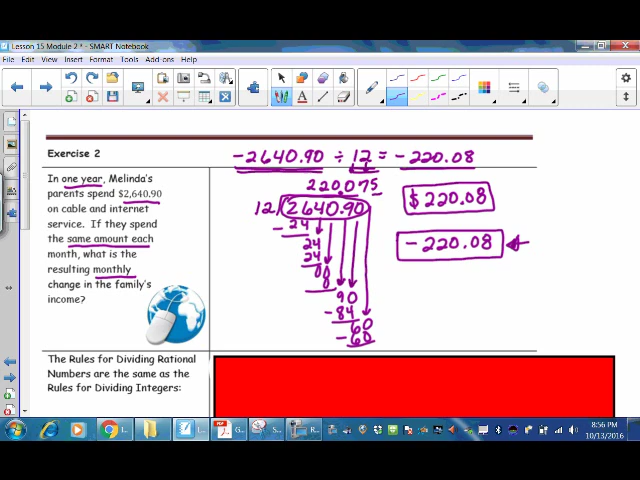 Lesson 15 Module 2 * - SMART Notebook
File Edit View Insert Format Tools Add-ons Help
Exercise 2
-2640.90 ÷ 12 = -220.08
In one year, Melinda's
parents spend $2,640.90
on cable and internet
service. If they spend
the same amount each
month, what is the
resulting monthly
change in the family's
income?
220.075
12 2640.90
- 24
24
24
00
0
90
- 84
60
- 60
$220.08
- 220.08
The Rules for Dividing Rational
Numbers are the same as the
Rules for Dividing Integers:
8:56 PM
10/13/2016